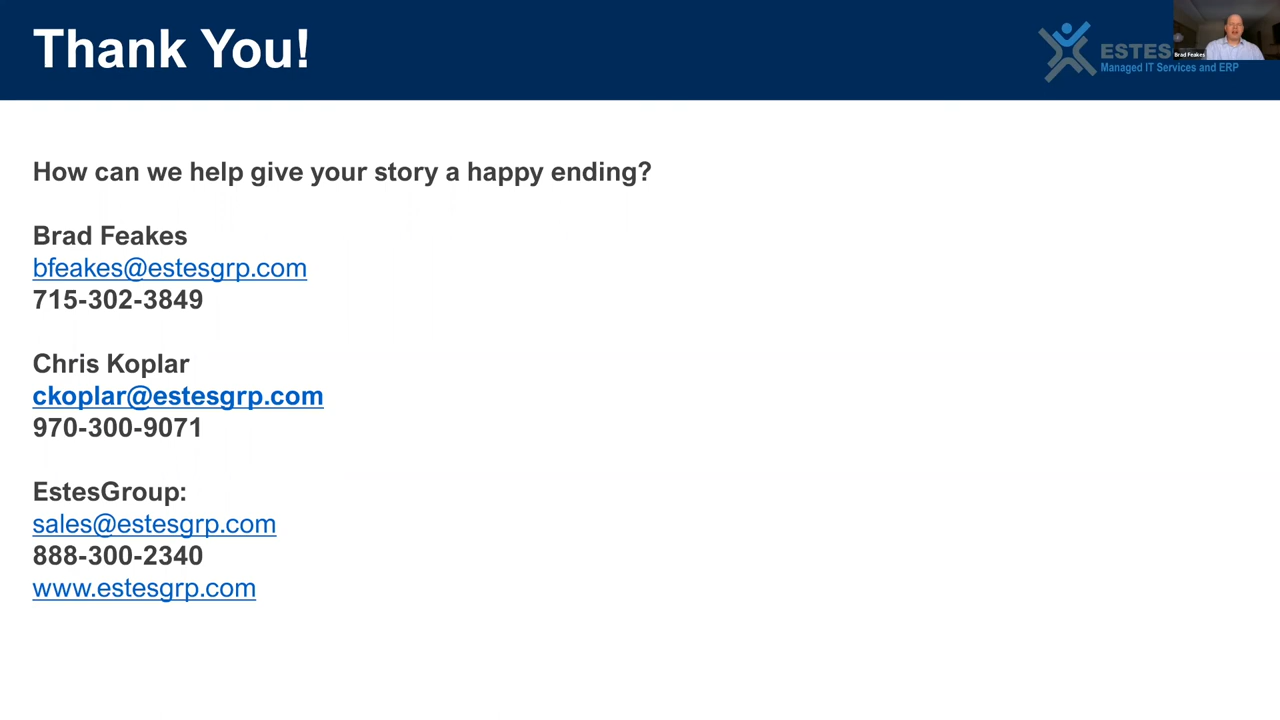 Thank You!
ESTES
Managed IT Services and ERP
Brad Feakes
How can we help give your story a happy ending?
Brad Feakes
bfeakes@estesgrp.com
715-302-3849
Chris Koplar
ckoplar@estesgrp.com
970-300-9071
EstesGroup:
sales@estesgrp.com
888-300-2340
www.estesgrp.com